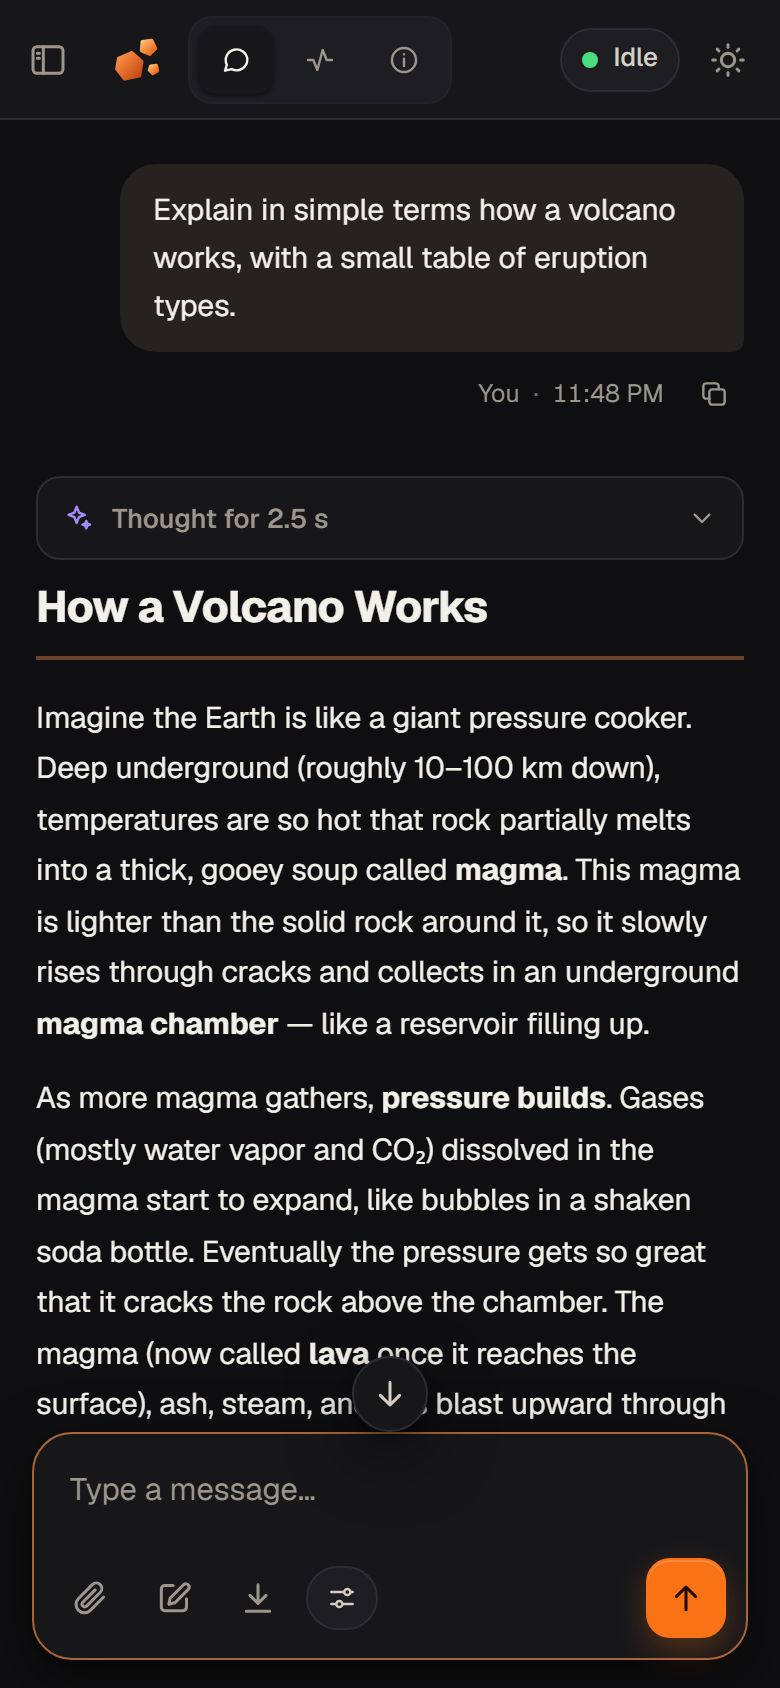 Idle
Explain in simple terms how a volcano
works, with a small table of eruption
types.
You · 11:48 PM
Thought for 2.5 s
How a Volcano Works
Imagine the Earth is like a giant pressure cooker.
Deep underground (roughly 10–100 km down),
temperatures are so hot that rock partially melts
into a thick, gooey soup called magma. This magma
is lighter than the solid rock around it, so it slowly
rises through cracks and collects in an underground
magma chamber — like a reservoir filling up.
As more magma gathers, pressure builds. Gases
(mostly water vapor and CO₂) dissolved in the
magma start to expand, like bubbles in a shaken
soda bottle. Eventually the pressure gets so great
that it cracks the rock above the chamber. The
magma (now called lava once it reaches the
surface), ash, steam, blast upward through
Type a message...